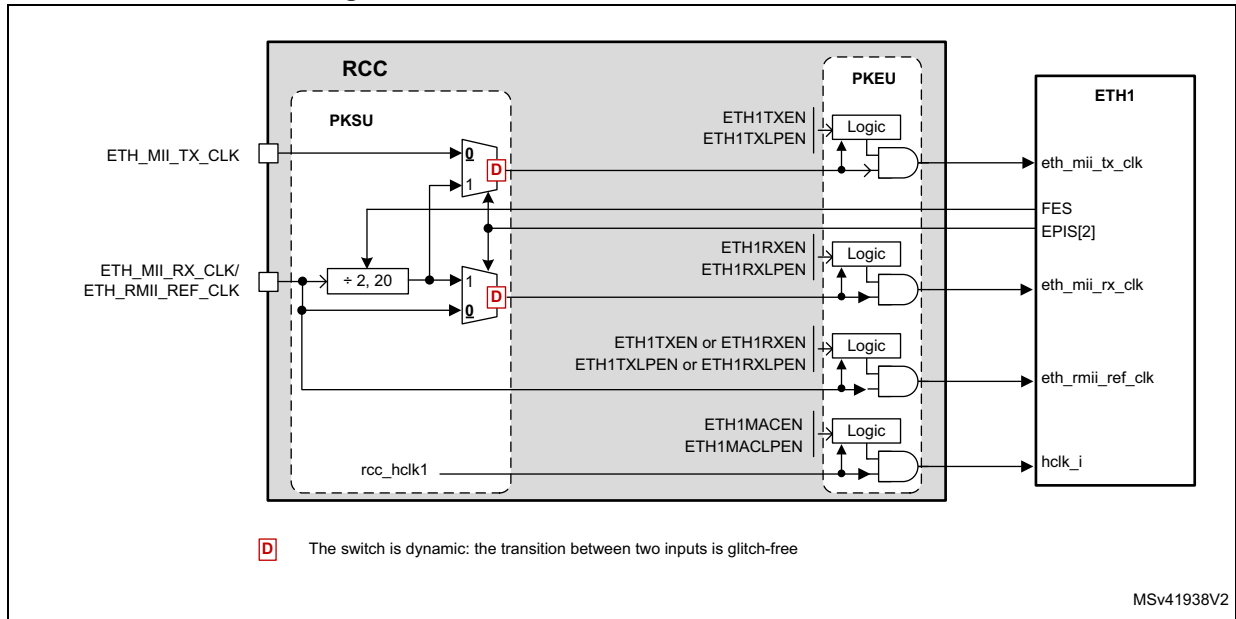 RCC
PKSU
PKEU
ETH1
ETH1TXEN
ETH1TXLPEN
Logic
ETH_MII_TX_CLK
0
D
1
eth_mii_tx_clk
FES
EPIS[2]
ETH1RXEN
ETH1RXLPEN
Logic
ETH_MII_RX_CLK/
ETH_RMII_REF_CLK
÷ 2, 20
1
D
0
eth_mii_rx_clk
ETH1TXEN or ETH1RXEN
ETH1TXLPEN or ETH1RXLPEN
Logic
eth_rmii_ref_clk
ETH1MACEN
ETH1MACLPEN
Logic
rcc_hclk1
hclk_i
D The switch is dynamic: the transition between two inputs is glitch-free
MSv41938V2